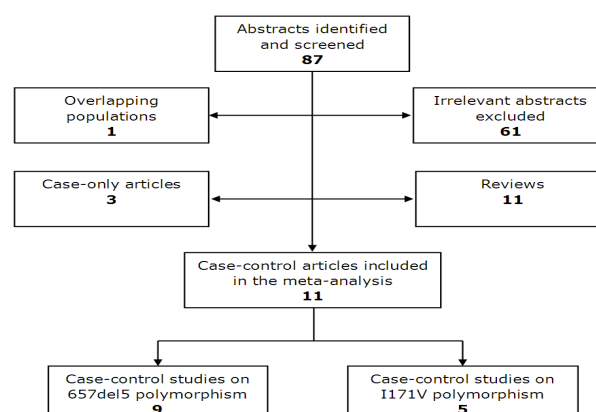 Abstracts identified
and screened
87
Overlapping
populations
1
Irrelevant abstracts
excluded
61
Case-only articles
3
Reviews
11
Case-control articles included
in the meta-analysis
11
Case-control studies on
657del5 polymorphism
9
Case-control studies on
I171V polymorphism
5